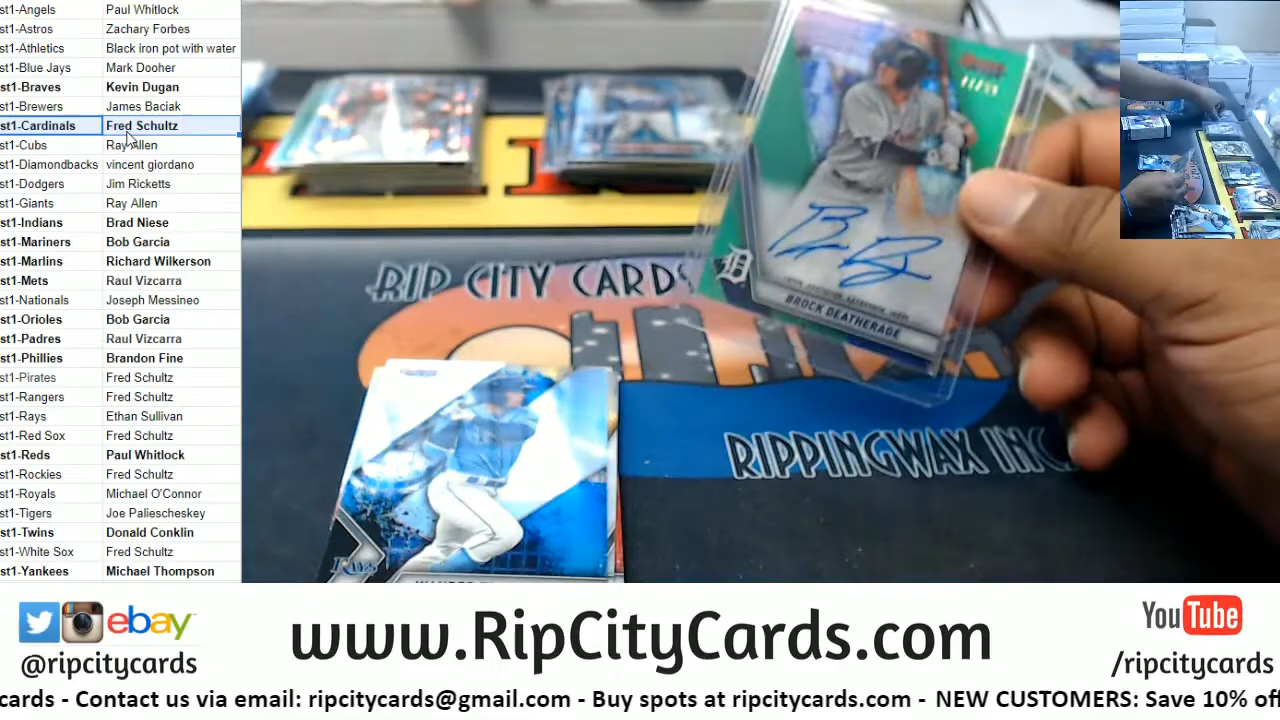 st1-Angels Paul Whitlock
st1-Astros Zachary Forbes
st1-Athletics Black iron pot with water
st1-Blue Jays Mark Dooher
st1-Braves Kevin Dugan
st1-Brewers James Baciak
st1-Cardinals Fred Schultz
st1-Cubs Ray Allen
st1-Diamondbacks vincent giordano
st1-Dodgers Jim Ricketts
st1-Giants Ray Allen
st1-Indians Brad Niese
st1-Mariners Bob Garcia
st1-Marlins Richard Wilkerson
st1-Mets Raul Vizcarra
st1-Nationals Joseph Messineo
st1-Orioles Bob Garcia
st1-Padres Raul Vizcarra
st1-Phillies Brandon Fine
st1-Pirates Fred Schultz
st1-Rangers Fred Schultz
st1-Rays Ethan Sullivan
st1-Red Sox Fred Schultz
st1-Reds Paul Whitlock
st1-Rockies Fred Schultz
st1-Royals Michael O'Connor
st1-Tigers Joe Paliescheskey
st1-Twins Donald Conklin
st1-White Sox Fred Schultz
st1-Yankees Michael Thompson
BROCK DEATHERAGE
RIP CITY CARDS
RIPPINGWAX INC
RAYS
ebay
@ripcitycards
www.RipCityCards.com
YouTube
/ripcitycards
cards - Contact us via email: ripcitycards@gmail.com - Buy spots at ripcitycards.com - NEW CUSTOMERS: Save 10% off